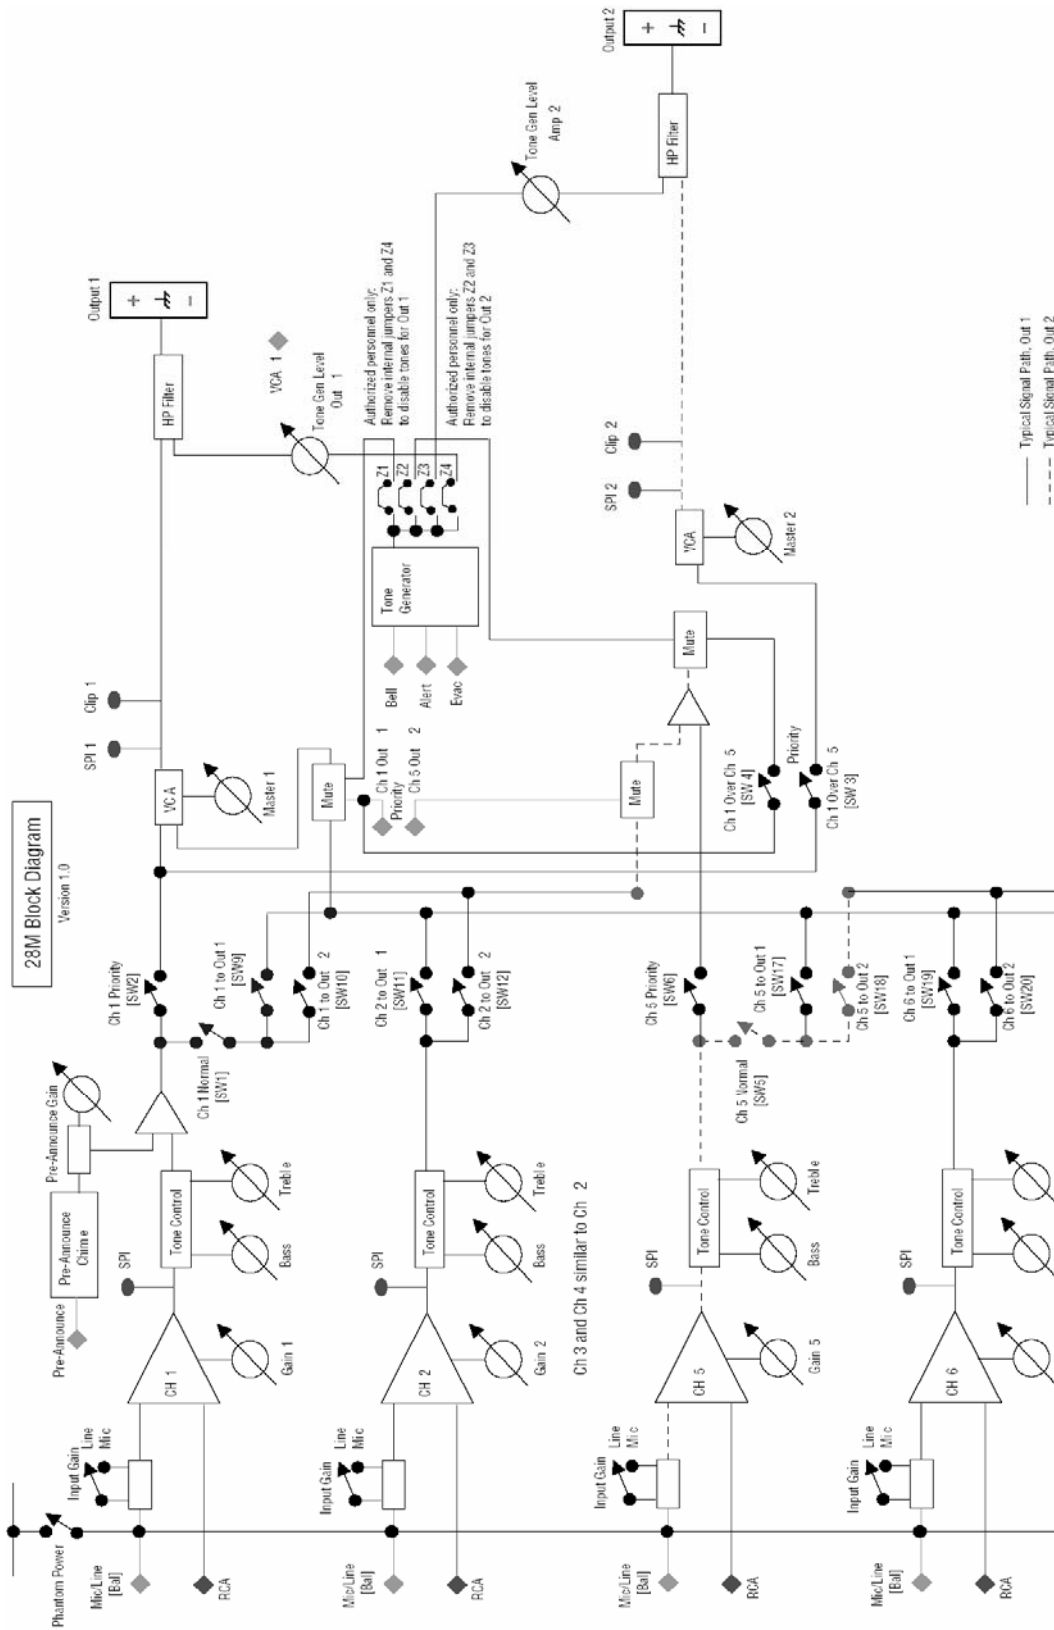 28M Block Diagram
Version 1.0
Phantom Power
Mic/Line
[Bal]
RCA
Input Gain
Line
Mic
CH 1
Gain 1
SPI
Pre-Announce
Pre-Announce
Chime
Pre-Announce Gain
Tone Control
Bass
Treble
Ch 1 Priority
[SW2]
Ch 1 Normal
[SW1]
Ch 1 to Out 1
[SW9]
Ch 1 to Out 2
[SW10]
VCA
Master 1
SPI 1
Clip 1
HP Filter
Output 1
+
-
VCA 1
Tone Gen Level
Out 1
Mic/Line
[Bal]
RCA
Input Gain
Line
Mic
CH 2
Gain 2
SPI
Tone Control
Bass
Treble
Ch 2 to Out 1
[SW11]
Ch 2 to Out 2
[SW12]
Mute
Ch 1 Out 1
Priority
Ch 5 Out 2
Bell
Alert
Evac
Tone
Generator
Z1
Z2
Z3
Z4
Authorized personnel only:
Remove internal jumpers Z1 and Z4
to disable tones for Out 1
Authorized personnel only:
Remove internal jumpers Z2 and Z3
to disable tones for Out 2
Tone Gen Level
Amp 2
Ch 3 and Ch 4 similar to Ch 2
Mic/Line
[Bal]
RCA
Input Gain
Line
Mic
CH 5
Gain 5
SPI
Tone Control
Bass
Treble
Ch 5 Priority
[SW6]
Ch 5 Normal
[SW5]
Ch 5 to Out 1
[SW17]
Ch 5 to Out 2
[SW18]
Mute
Mute
Ch 1 Over Ch 5
[SW 4]
Priority
Ch 1 Over Ch 5
[SW 3]
VCA
Master 2
SPI 2
Clip 2
HP Filter
Output 2
+
-
Mic/Line
[Bal]
RCA
Input Gain
Line
Mic
CH 6
SPI
Tone Control
Ch 6 to Out 1
[SW19]
Ch 6 to Out 2
[SW20]
Typical Signal Path, Out 1
Typical Signal Path, Out 2